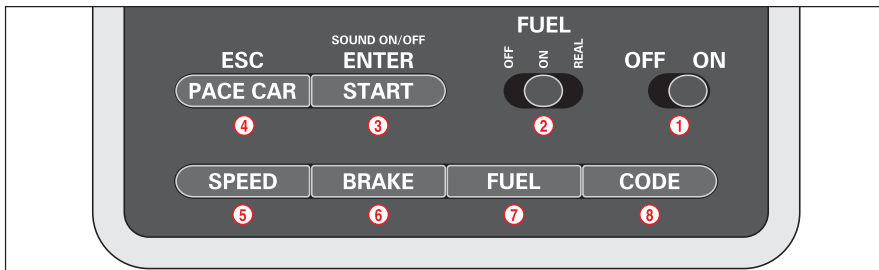 FUEL
SOUND ON/OFF
ESC ENTER OFF ON REAL OFF ON
PACE CAR START
4 3 2 1
SPEED BRAKE FUEL CODE
5 6 7 8